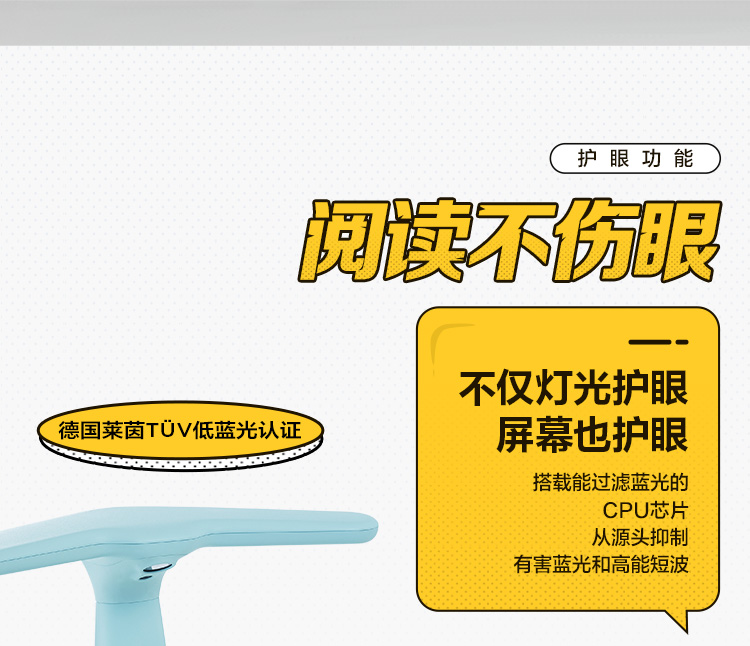 护眼功能
阅读不伤眼
不仅灯光护眼
屏幕也护眼
德国莱茵TÜV低蓝光认证
搭载能过滤蓝光的
CPU芯片
从源头抑制
有害蓝光和高能短波